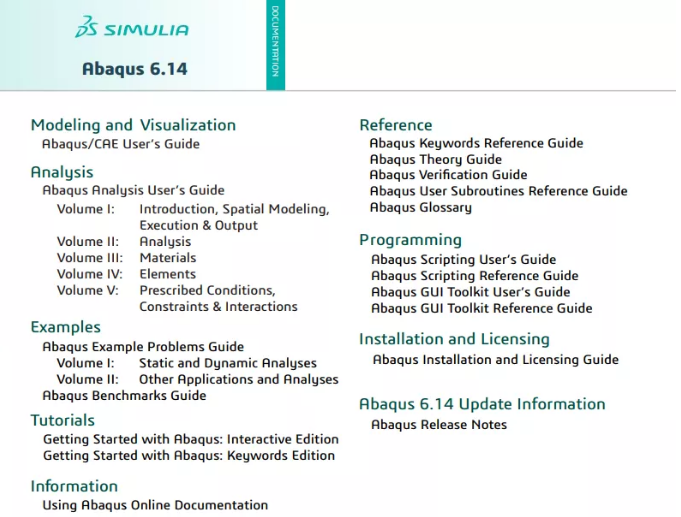 SIMULIA
Abaqus 6.14
DOCUMENTATION
Modeling and Visualization
Abaqus/CAE User's Guide
Analysis
Abaqus Analysis User's Guide
Volume I: Introduction, Spatial Modeling,
Execution & Output
Volume II: Analysis
Volume III: Materials
Volume IV: Elements
Volume V: Prescribed Conditions,
Constraints & Interactions
Examples
Abaqus Example Problems Guide
Volume I: Static and Dynamic Analyses
Volume II: Other Applications and Analyses
Abaqus Benchmarks Guide
Tutorials
Getting Started with Abaqus: Interactive Edition
Getting Started with Abaqus: Keywords Edition
Information
Using Abaqus Online Documentation
Reference
Abaqus Keywords Reference Guide
Abaqus Theory Guide
Abaqus Verification Guide
Abaqus User Subroutines Reference Guide
Abaqus Glossary
Programming
Abaqus Scripting User's Guide
Abaqus Scripting Reference Guide
Abaqus GUI Toolkit User's Guide
Abaqus GUI Toolkit Reference Guide
Installation and Licensing
Abaqus Installation and Licensing Guide
Abaqus 6.14 Update Information
Abaqus Release Notes